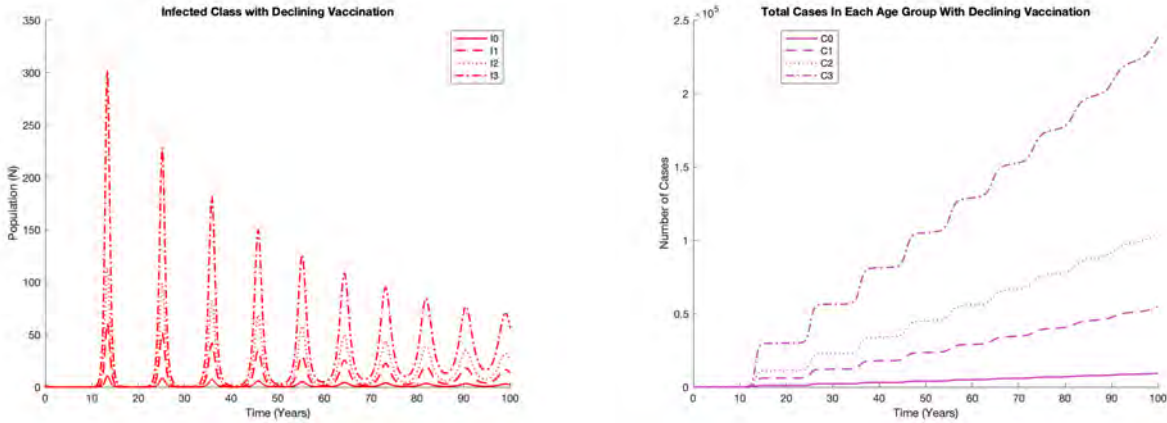 Infected Class with Declining Vaccination
350
300
250
200
150
100
50
0
Population (N)
0 10 20 30 40 50 60 70 80 90 100
Time (Years)
I0
I1
I2
I3
Total Cases In Each Age Group With Declining Vaccination
×10⁵
2.5
2
1.5
1
0.5
0
Number of Cases
0 10 20 30 40 50 60 70 80 90 100
Time (Years)
C0
C1
C2
C3